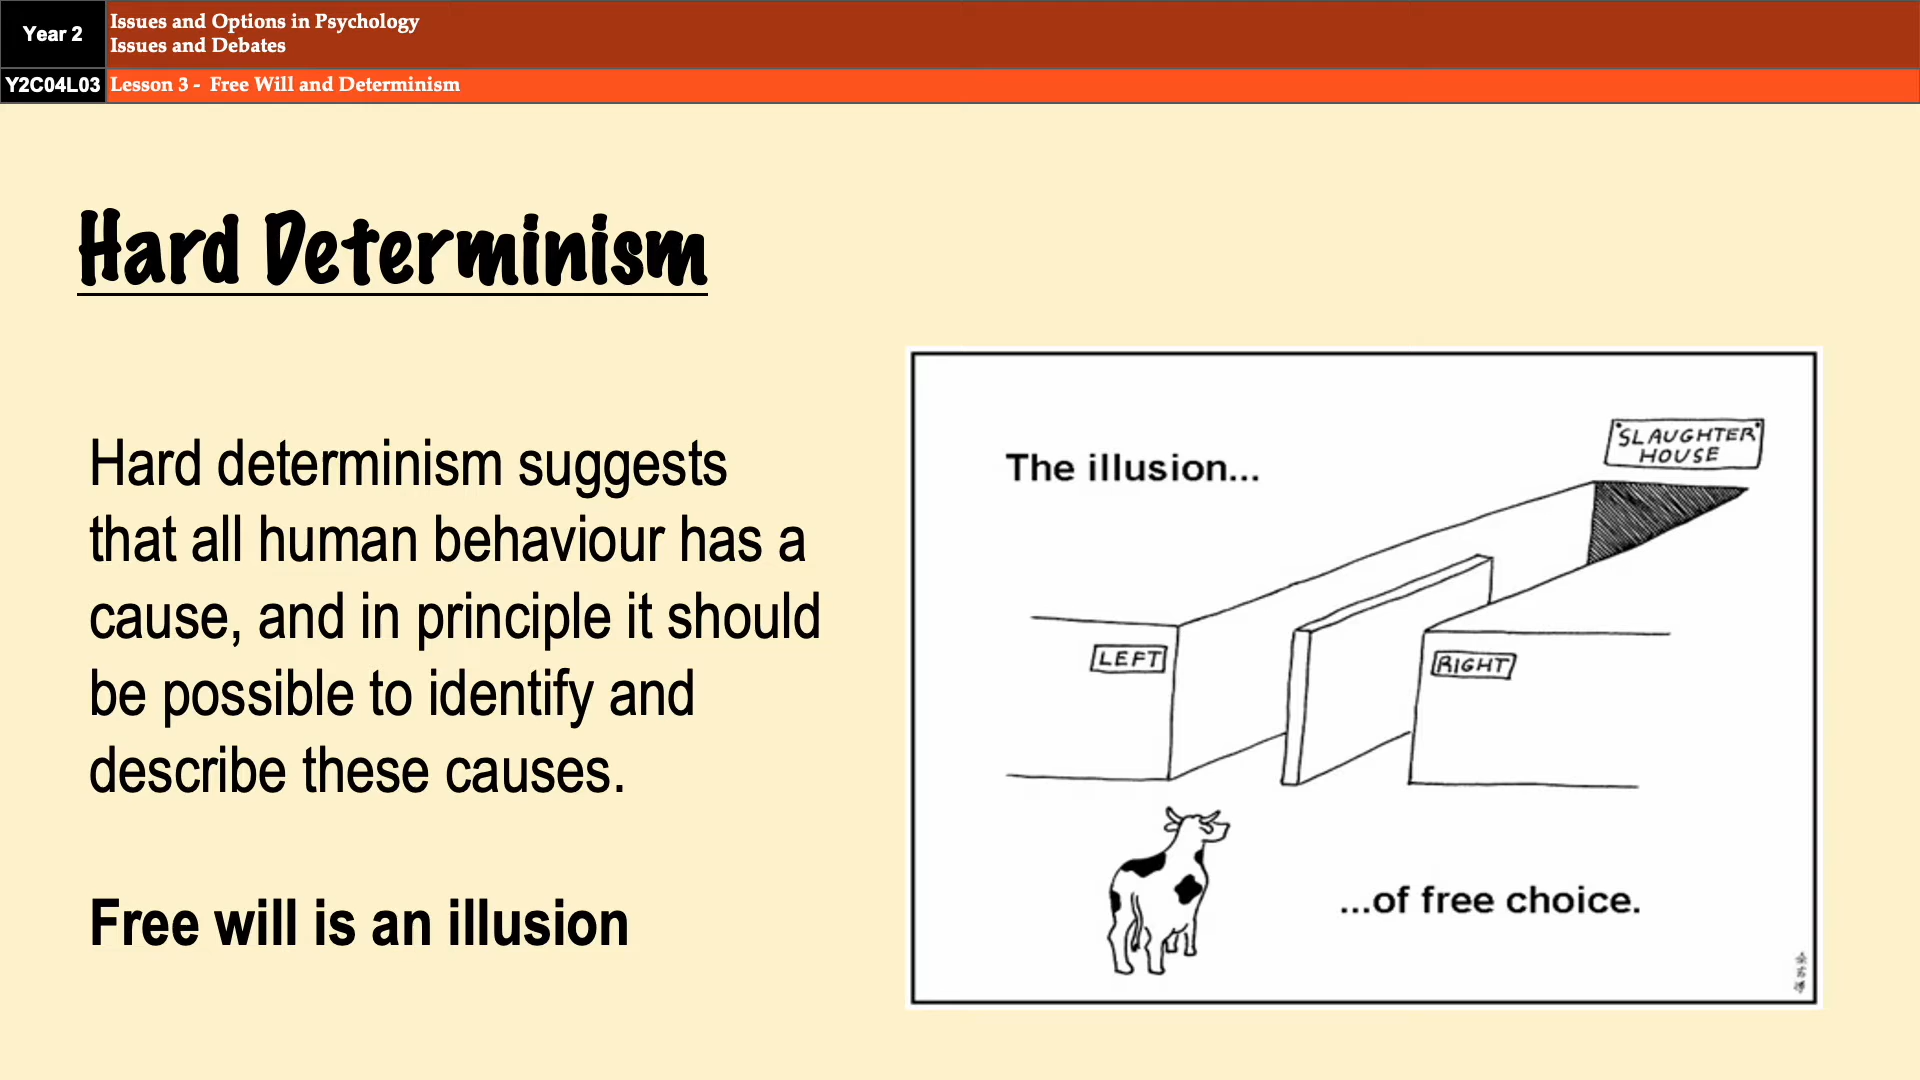 Year 2
Issues and Options in Psychology
Issues and Debates
Y2C04L03
Lesson 3 - Free Will and Determinism
Hard Determinism
Hard determinism suggests
that all human behaviour has a
cause, and in principle it should
be possible to identify and
describe these causes.
Free will is an illusion
The illusion...
SLAUGHTER
HOUSE
LEFT
RIGHT
...of free choice.